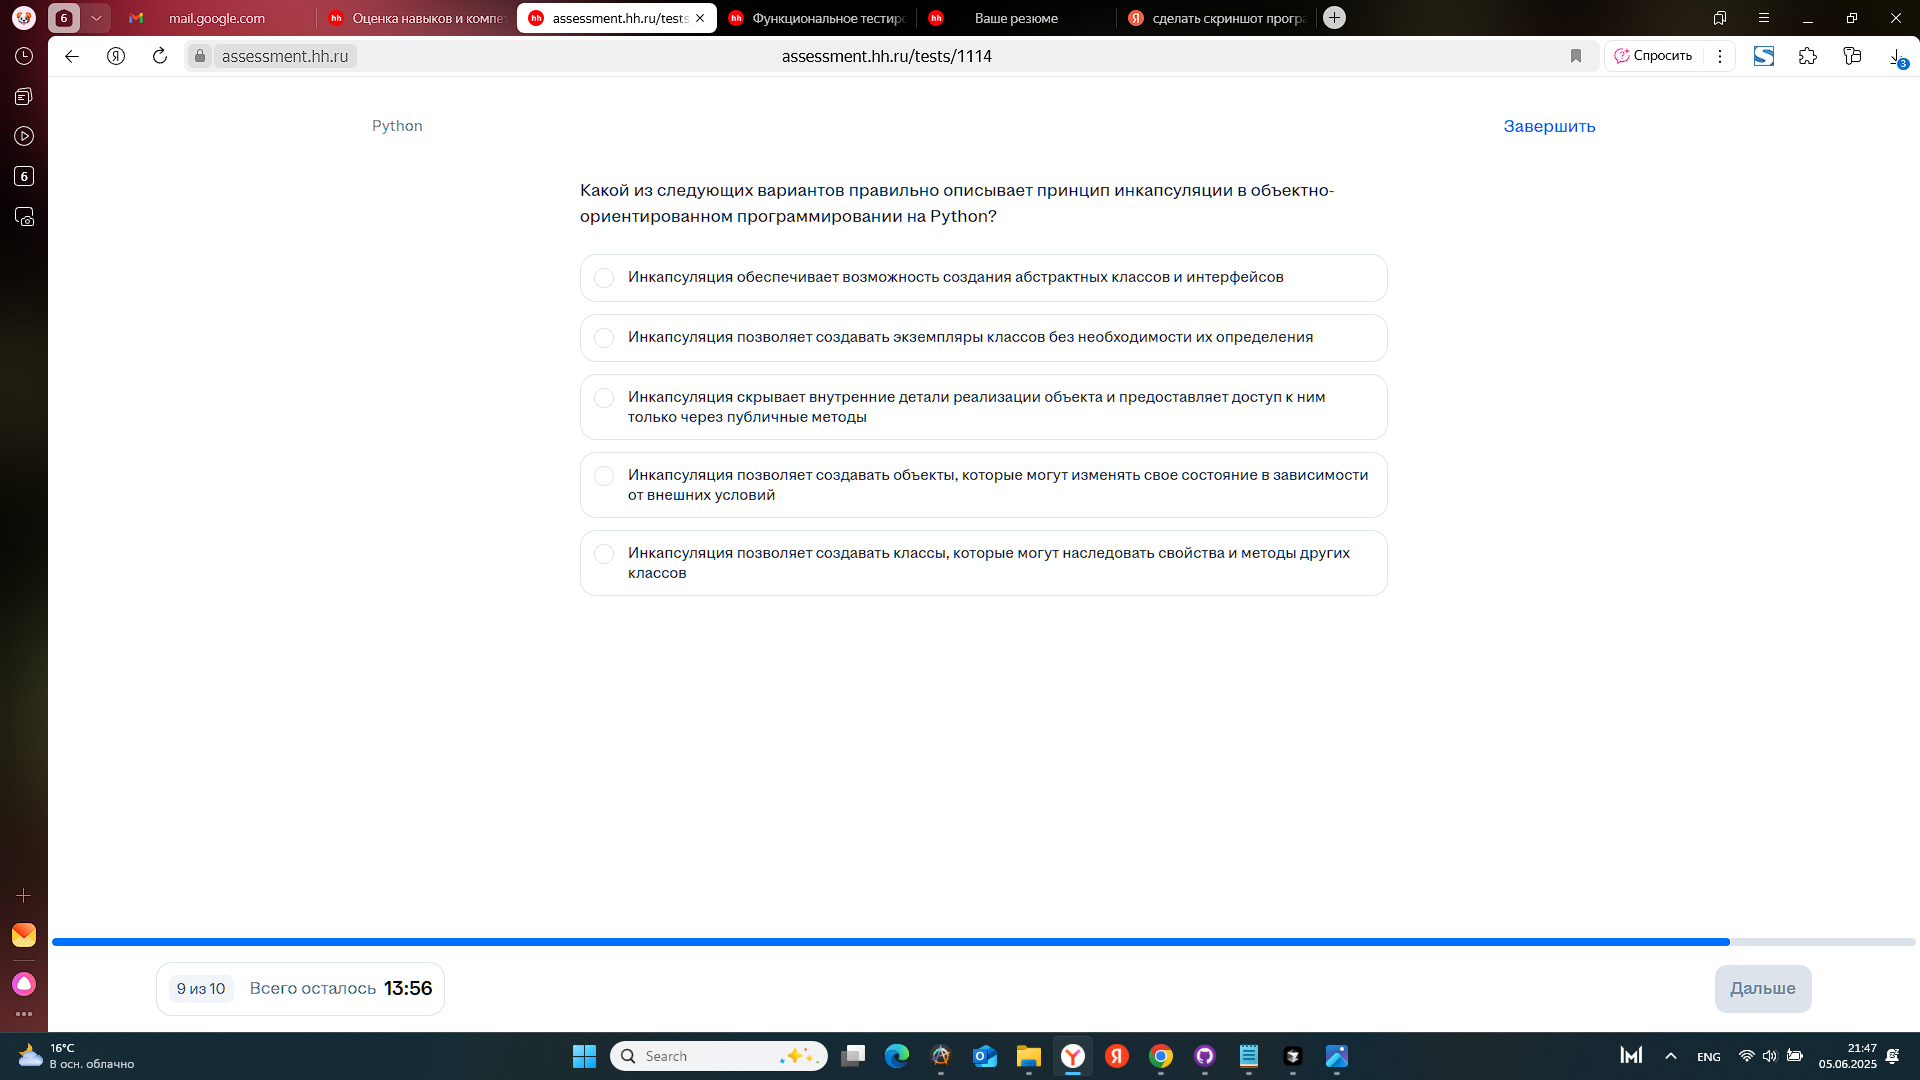 6
mail.google.com
Оценка навыков и компе
assessment.hh.ru/tests
Функциональное тестиро
Ваше резюме
сделать скриншот програ
assessment.hh.ru
assessment.hh.ru/tests/1114
Спросить
3
6
Python
Завершить
Какой из следующих вариантов правильно описывает принцип инкапсуляции в объектно-
ориентированном программировании на Python?
Инкапсуляция обеспечивает возможность создания абстрактных классов и интерфейсов
Инкапсуляция позволяет создавать экземпляры классов без необходимости их определения
Инкапсуляция скрывает внутренние детали реализации объекта и предоставляет доступ к ним
только через публичные методы
Инкапсуляция позволяет создавать объекты, которые могут изменять свое состояние в зависимости
от внешних условий
Инкапсуляция позволяет создавать классы, которые могут наследовать свойства и методы других
классов
9 из 10
Всего осталось 13:56
Дальше
16°C
В осн. облачно
Search
ENG
21:47
05.06.2025